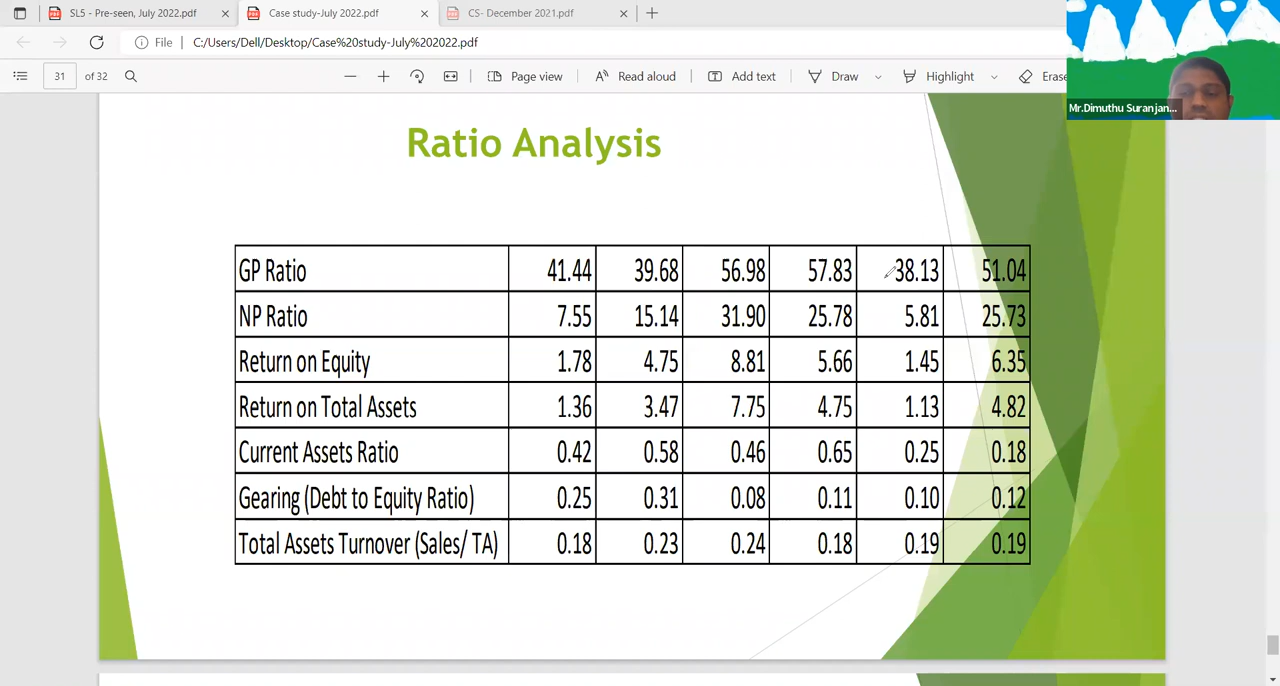 SL5 - Pre-seen, July 2022.pdf
Case study-July 2022.pdf
CS- December 2021.pdf
File C:/Users/Dell/Desktop/Case%20study-July%202022.pdf
31 of 32 Page view Read aloud Add text Draw Highlight Erase
Mr.Dimuthu Suranjan...
Ratio Analysis
GP Ratio 41.44 39.68 56.98 57.83 38.13 51.04
NP Ratio 7.55 15.14 31.90 25.78 5.81 25.73
Return on Equity 1.78 4.75 8.81 5.66 1.45 6.35
Return on Total Assets 1.36 3.47 7.75 4.75 1.13 4.82
Current Assets Ratio 0.42 0.58 0.46 0.65 0.25 0.18
Gearing (Debt to Equity Ratio) 0.25 0.31 0.08 0.11 0.10 0.12
Total Assets Turnover (Sales/ TA) 0.18 0.23 0.24 0.18 0.19 0.19